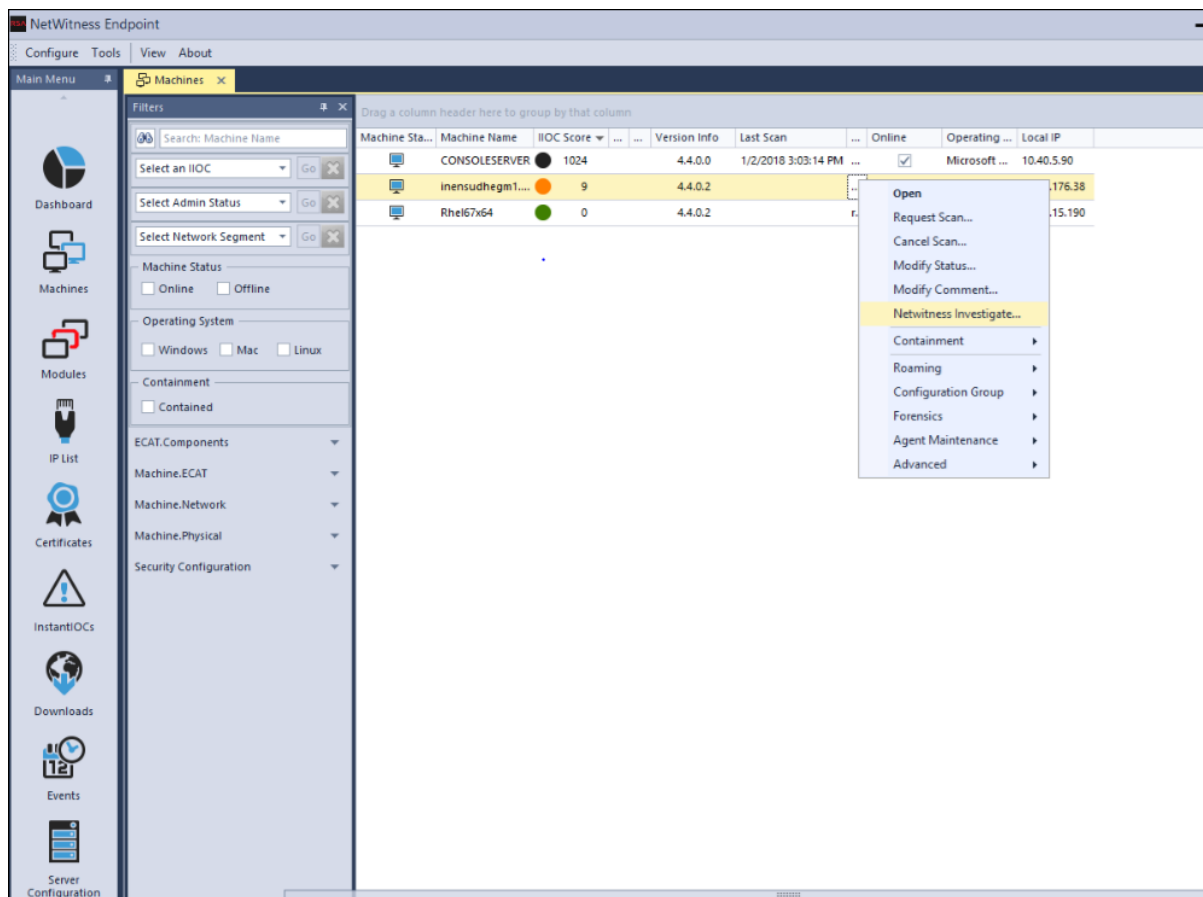 RSA NetWitness Endpoint
Configure Tools View About
Main Menu
Machines
Filters
Drag a column header here to group by that column
Search: Machine Name
Machine Sta... Machine Name IIOC Score ... ... Version Info Last Scan ... Online Operating ... Local IP
Select an IIOC Go
CONSOLESERVER 1024 4.4.0.0 1/2/2018 3:03:14 PM ... Microsoft ... 10.40.5.90
inensudhegm1.... 9 4.4.0.2 ... .176.38
Select Admin Status Go
Rhel67x64 0 4.4.0.2 r. .15.190
Select Network Segment Go
Open
Request Scan...
Cancel Scan...
Modify Status...
Modify Comment...
Netwitness Investigate...
Containment
Roaming
Configuration Group
Forensics
Agent Maintenance
Advanced
Machine Status
Online Offline
Operating System
Windows Mac Linux
Containment
Contained
ECAT.Components
Machine.ECAT
Machine.Network
Machine.Physical
Security Configuration
Dashboard
Machines
Modules
IP List
Certificates
InstantIOCs
Downloads
12
Events
Server
Configuration